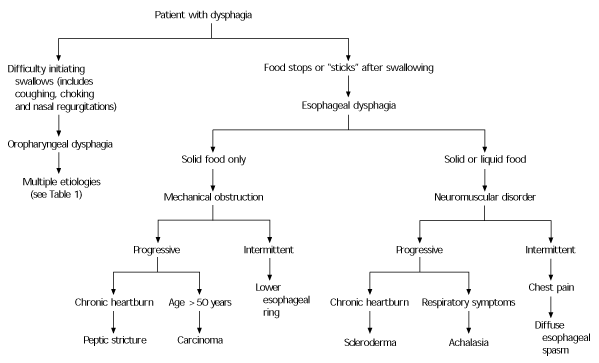 Patient with dysphagia
Difficulty initiating
swallows (includes
coughing, choking
and nasal regurgitations)
Food stops or "sticks" after swallowing
Esophageal dysphagia
Oropharyngeal dysphagia
Solid food only
Solid or liquid food
Multiple etiologies
(see Table 1)
Mechanical obstruction
Neuromuscular disorder
Progressive
Intermittent
Progressive
Intermittent
Lower
esophageal
ring
Chest pain
Chronic heartburn
Age > 50 years
Chronic heartburn
Respiratory symptoms
Peptic stricture
Carcinoma
Scleroderma
Achalasia
Diffuse
esophageal
spasm